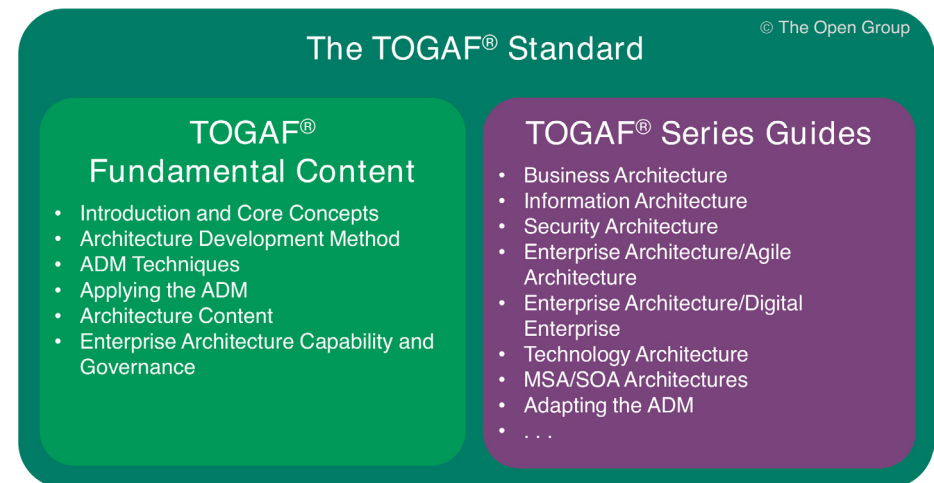 © The Open Group
The TOGAF® Standard
TOGAF®
Fundamental Content
• Introduction and Core Concepts
• Architecture Development Method
• ADM Techniques
• Applying the ADM
• Architecture Content
• Enterprise Architecture Capability and
Governance
TOGAF® Series Guides
• Business Architecture
• Information Architecture
• Security Architecture
• Enterprise Architecture/Agile
Architecture
• Enterprise Architecture/Digital
Enterprise
• Technology Architecture
• MSA/SOA Architectures
• Adapting the ADM
• . . .